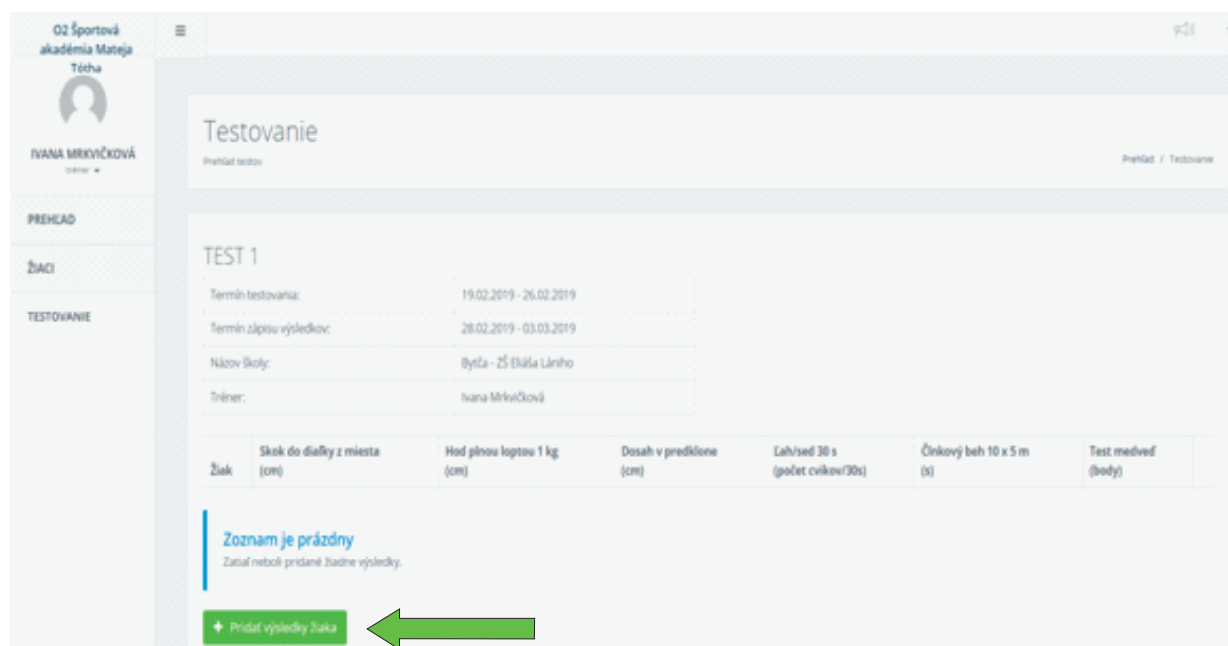 O2 Športová
akadémia Mateja
Tótha
IVANA MRKVIČKOVÁ
tréner
PREHĽAD
ŽIACI
TESTOVANIE
Testovanie
Prehľad testov
Prehľad / Testovanie
TEST 1
Termín testovania: 19.02.2019 - 26.02.2019
Termín zápisu výsledkov: 28.02.2019 - 03.03.2019
Názov školy: Bytča - ZŠ Eliáša Lániho
Tréner: Ivana Mrkvičková
Žiak
Skok do diaľky z miesta
(cm)
Hod plnou loptou 1 kg
(cm)
Dosah v predklone
(cm)
Ľah/sed 30 s
(počet cvikov/30s)
Člnkový beh 10 x 5 m
(s)
Test medveď
(body)
Zoznam je prázdny
Zatiaľ neboli pridané žiadne výsledky.
+ Pridať výsledky žiaka